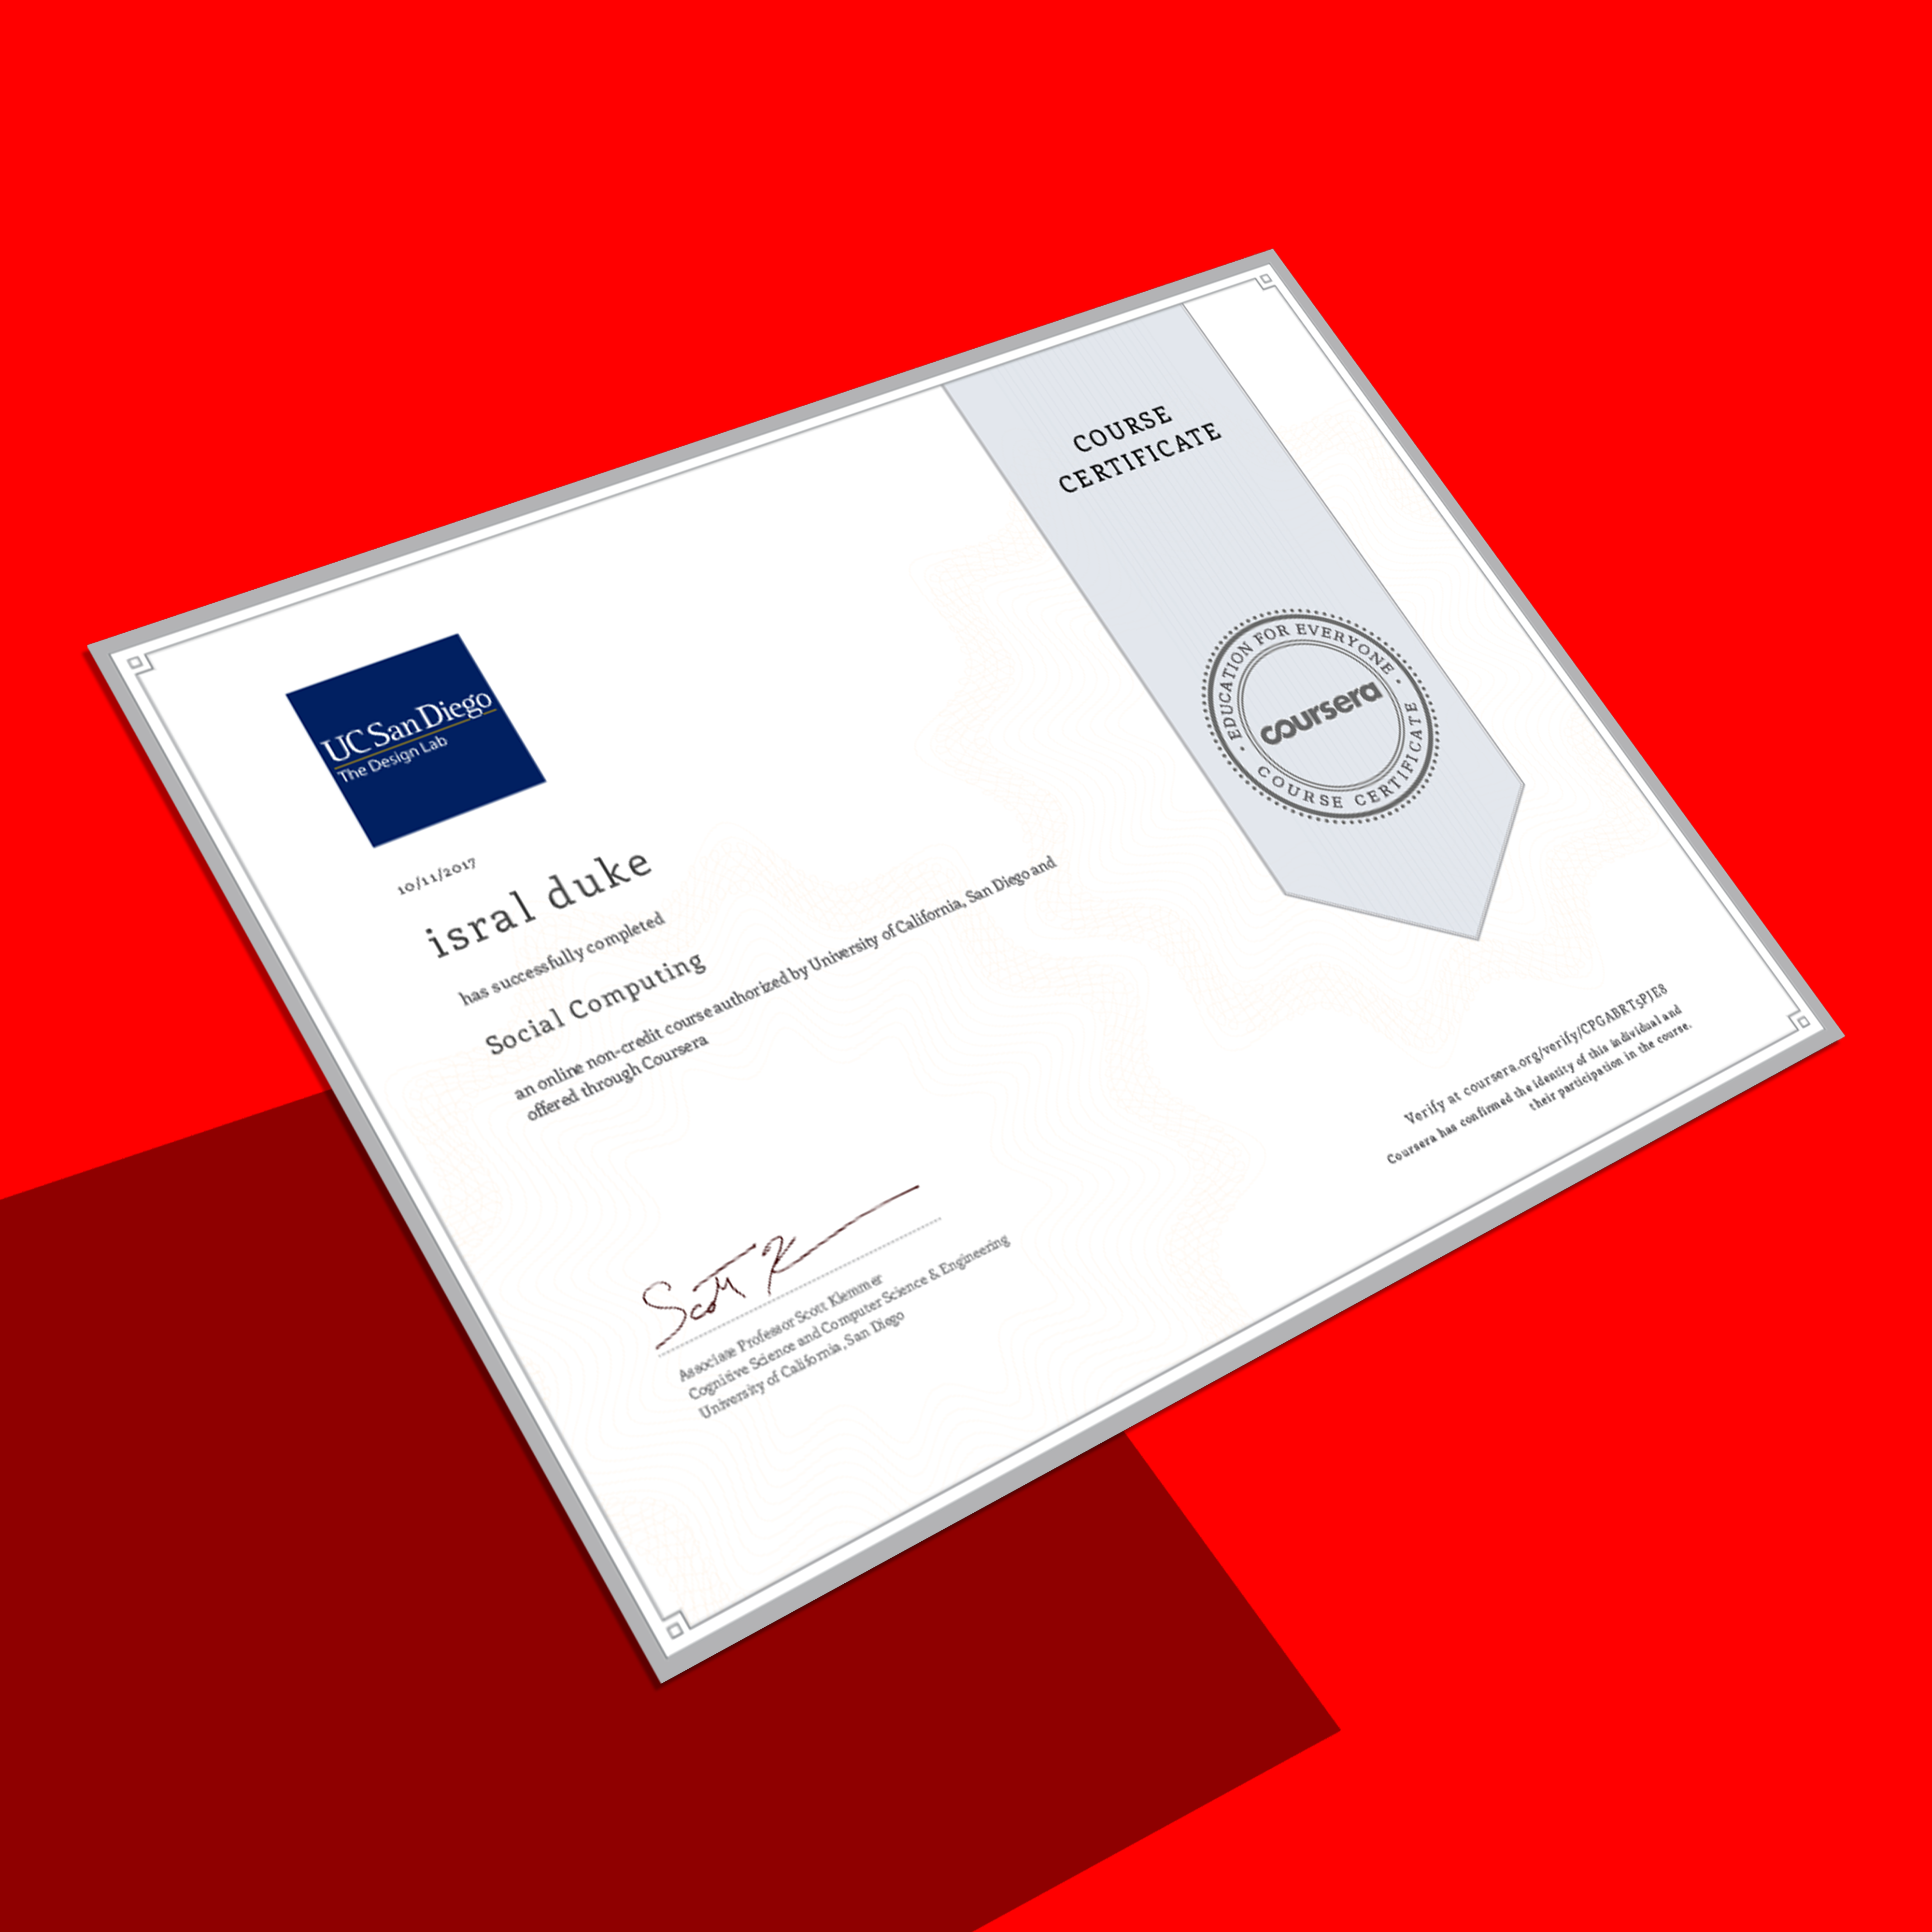 COURSE
CERTIFICATE
EDUCATION FOR EVERYONE
coursera
COURSE CERTIFICATE
UC San Diego
The Design Lab
10/11/2017
isral duke
has successfully completed
Social Computing
an online non-credit course authorized by University of California, San Diego and
offered through Coursera
Associate Professor Scott Klemmer
Cognitive Science and Computer Science & Engineering
University of California, San Diego
Verify at coursera.org/verify/CPGABRT5PJE8
Coursera has confirmed the identity of this individual and
their participation in the course.